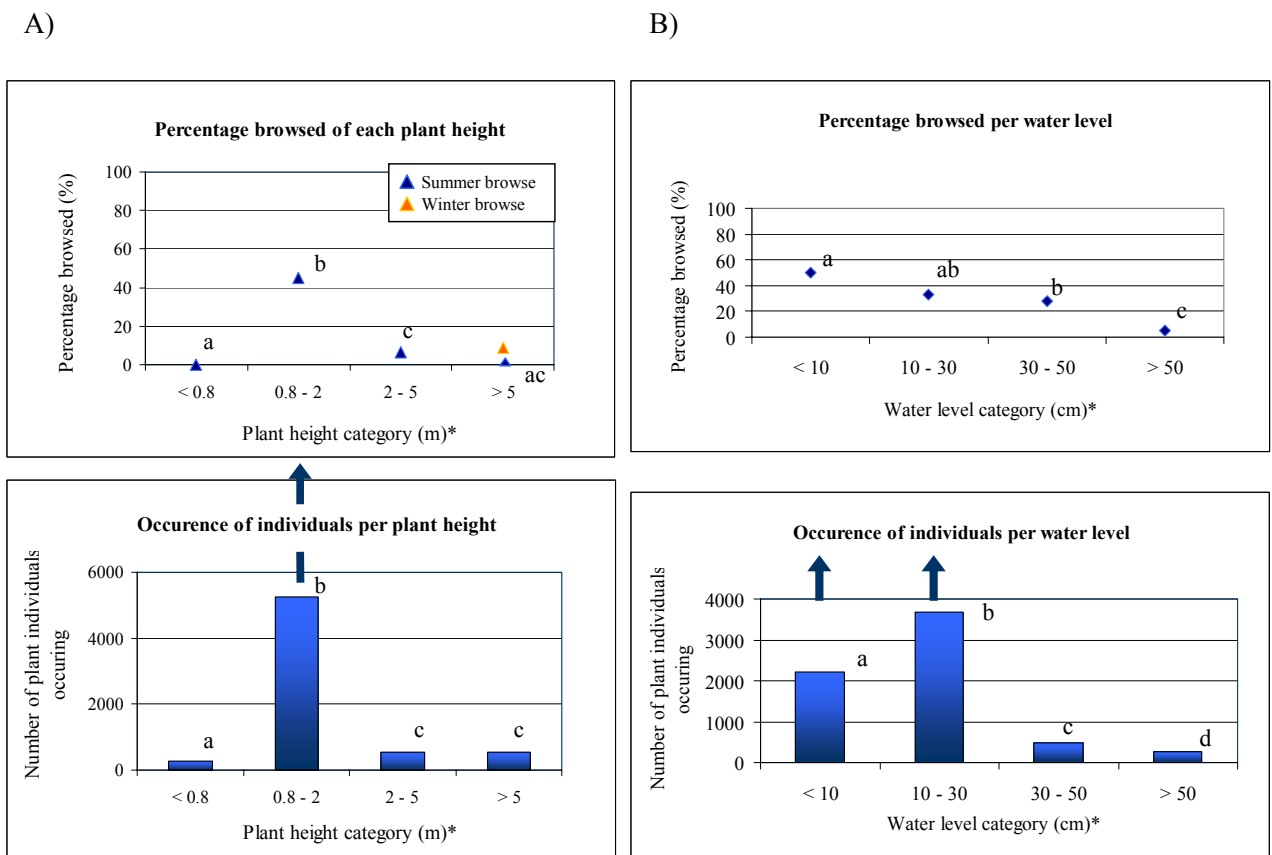 A)
B)
Percentage browsed of each plant height
Percentage browsed (%)
100
80
60
40
20
0
Summer browse
Winter browse
a
b
c
ac
< 0.8
0.8 - 2
2 - 5
> 5
Plant height category (m)*
Percentage browsed per water level
Percentage browsed (%)
100
80
60
40
20
0
a
ab
b
c
< 10
10 - 30
30 - 50
> 50
Water level category (cm)*
Occurence of individuals per plant height
Number of plant individuals
occuring
6000
4000
2000
0
a
b
c
c
< 0.8
0.8 - 2
2 - 5
> 5
Plant height category (m)*
Occurence of individuals per water level
Number of plant individuals
occuring
4000
3000
2000
1000
0
a
b
c
d
< 10
10 - 30
30 - 50
> 50
Water level category (cm)*